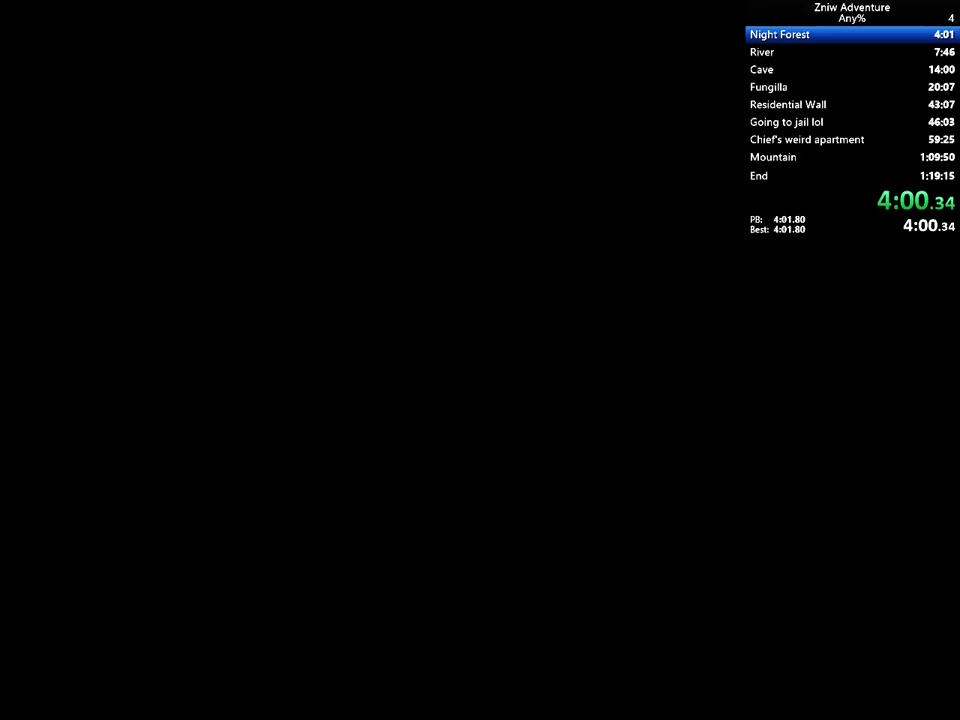 Zniw Adventure
Any% 4
Night Forest 4:01
River 7:46
Cave 14:00
Fungilla 20:07
Residential Wall 43:07
Going to jail lol 46:03
Chief's weird apartment 59:25
Mountain 1:09:50
End 1:19:15
4:00.34
PB: 4:01.80
Best: 4:01.80
4:00.34